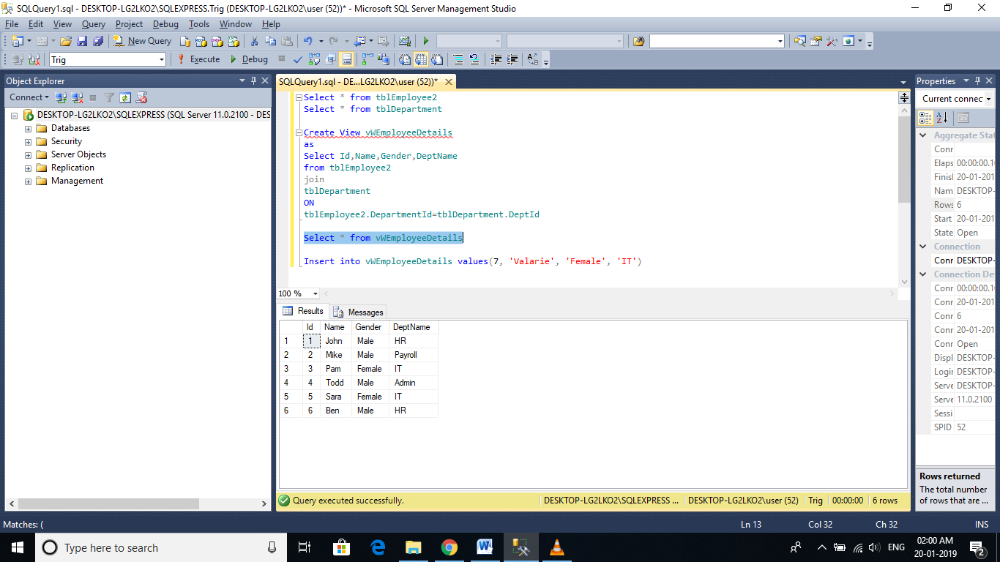 SQLQuery1.sql - DESKTOP-LG2LKO2\SQLEXPRESS.Trig (DESKTOP-LG2LKO2\user (52))* - Microsoft SQL Server Management Studio
File Edit View Query Project Debug Tools Window Help
New Query
Trig Execute Debug
Object Explorer
Connect
DESKTOP-LG2LKO2\SQLEXPRESS (SQL Server 11.0.2100 - DES
Databases
Security
Server Objects
Replication
Management
SQLQuery1.sql - DE...LG2LKO2\user (52))*
Select * from tblEmployee2
Select * from tblDepartment
Create View vWEmployeeDetails
as
Select Id,Name,Gender,DeptName
from tblEmployee2
join
tblDepartment
ON
tblEmployee2.DepartmentId=tblDepartment.DeptId
Select * from vWEmployeeDetails
Insert into vWEmployeeDetails values(7, 'Valarie', 'Female', 'IT')
100 %
Results Messages
Id Name Gender DeptName
1 1 John Male HR
2 2 Mike Male Payroll
3 3 Pam Female IT
4 4 Todd Male Admin
5 5 Sara Female IT
6 6 Ben Male HR
Query executed successfully. DESKTOP-LG2LKO2\SQLEXPRESS ... DESKTOP-LG2LKO2\user (52) Trig 00:00:00 6 rows
Properties
Current connec
Aggregate Stat
Conr
Elaps 00:00:00.1
Finisl 20-01-201
Nam DESKTOP-
Rows 6
Start 20-01-201
State Open
Connection
Conr DESKTOP-
Connection De
Conr 00:00:00.1
Conr 20-01-201
Conr 6
Conr 20-01-201
Conr Open
Displ DESKTOP-
Logir DESKTOP-
Serve DESKTOP-
Serve 11.0.2100
Sessi
SPID 52
Rows returned
The total number
of rows that are ...
Matches: ( Ln 13 Col 32 Ch 32 INS
Type here to search
ENG
02:00 AM
20-01-2019
2